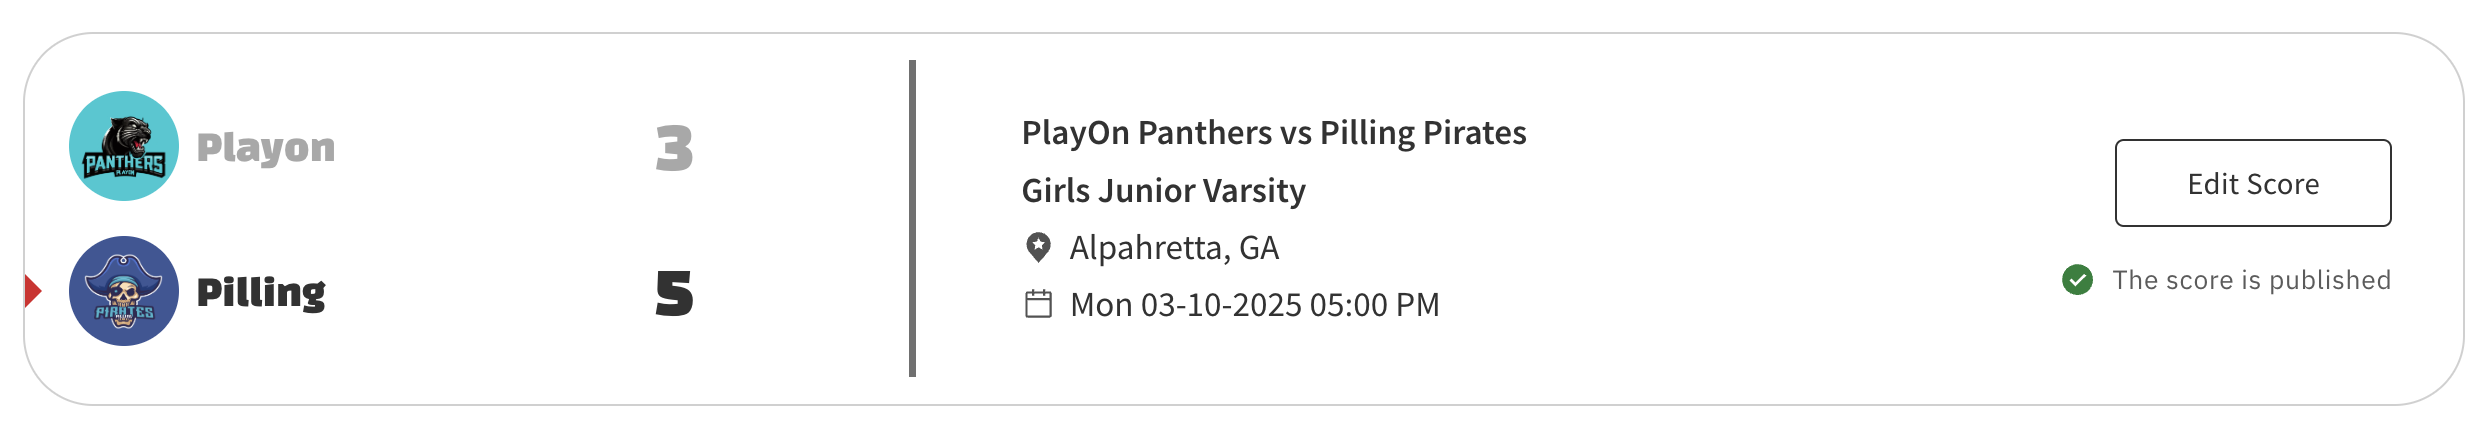 PANTHERS
PLAYON
Playon
3
PIRATES
Pilling
5
PlayOn Panthers vs Pilling Pirates
Girls Junior Varsity
Alpahretta, GA
Mon 03-10-2025 05:00 PM
Edit Score
The score is published